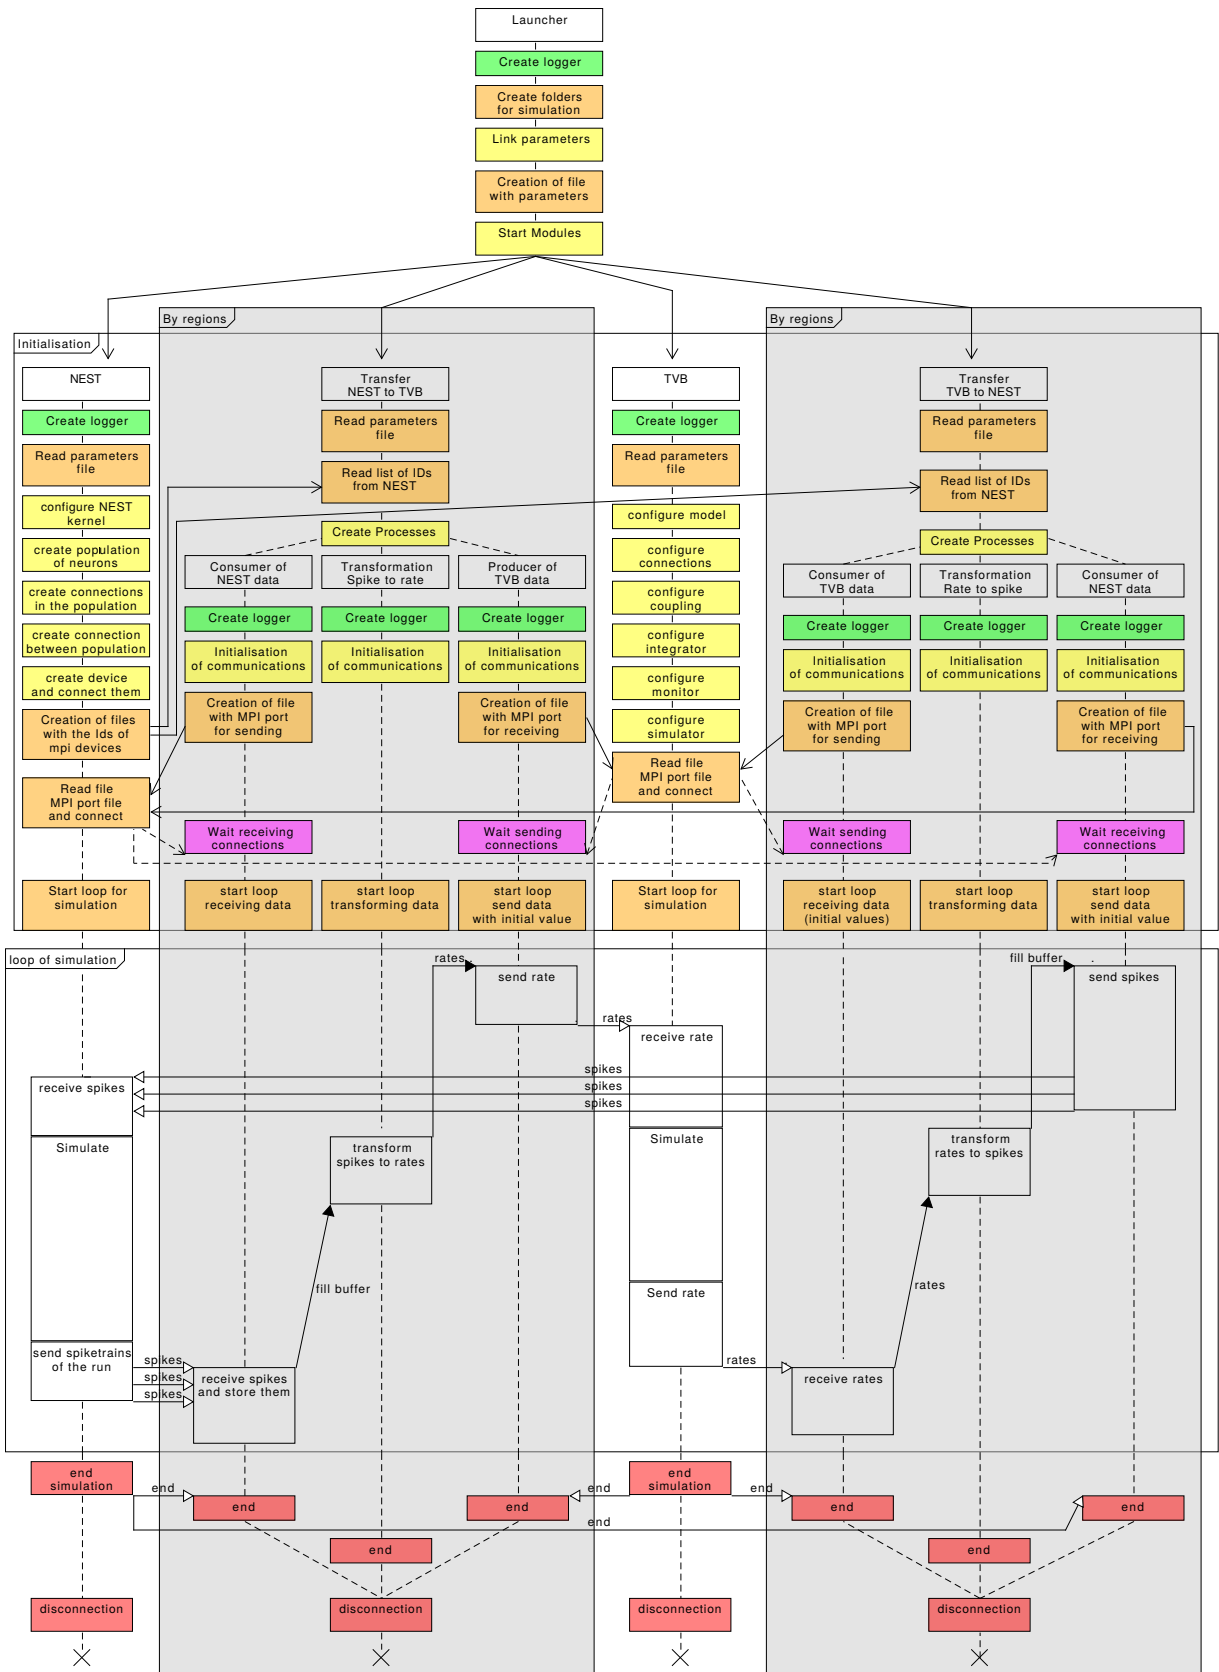 Launcher
Create logger
Create folders
for simulation
Link parameters
Creation of file
with parameters
Start Modules
By regions
By regions
Initialisation
NEST
Create logger
Read parameters
file
configure NEST
kernel
create population
of neurons
create connections
in the population
create connection
between population
create device
and connect them
Creation of files
with the Ids of
mpi devices
Read file
MPI port file
and connect
Start loop for
simulation
Transfer
NEST to TVB
Read parameters
file
Read list of IDs
from NEST
Create Processes
Consumer of
NEST data
Create logger
Initialisation
of communications
Creation of file
with MPI port
for sending
Wait receiving
connections
start loop
receiving data
Transformation
Spike to rate
Create logger
Initialisation
of communications
start loop
transforming data
Producer of
TVB data
Create logger
Initialisation
of communications
Creation of file
with MPI port
for receiving
Wait sending
connections
start loop
send data
with initial value
TVB
Create logger
Read parameters
file
configure model
configure
connections
configure
coupling
configure
integrator
configure
monitor
configure
simulator
Read file
MPI port file
and connect
Start loop for
simulation
Transfer
TVB to NEST
Read parameters
file
Read list of IDs
from NEST
Create Processes
Consumer of
TVB data
Create logger
Initialisation
of communications
Creation of file
with MPI port
for sending
Wait sending
connections
start loop
receiving data
(initial values)
Transformation
Rate to spike
Create logger
Initialisation
of communications
start loop
transforming data
Consumer of
NEST data
Create logger
Initialisation
of communications
Creation of file
with MPI port
for receiving
Wait receiving
connections
start loop
send data
with initial value
loop of simulation
rates
send rate
fill buffer
send spikes
rates
receive rate
spikes
spikes
spikes
receive spikes
Simulate
transform
spikes to rates
Simulate
transform
rates to spikes
fill buffer
Send rate
rates
send spiketrains
of the run
spikes
spikes
spikes
receive spikes
and store them
rates
receive rates
end
simulation
end
end
end
end
end
simulation
end
end
end
end
end
end
disconnection
disconnection
disconnection
disconnection